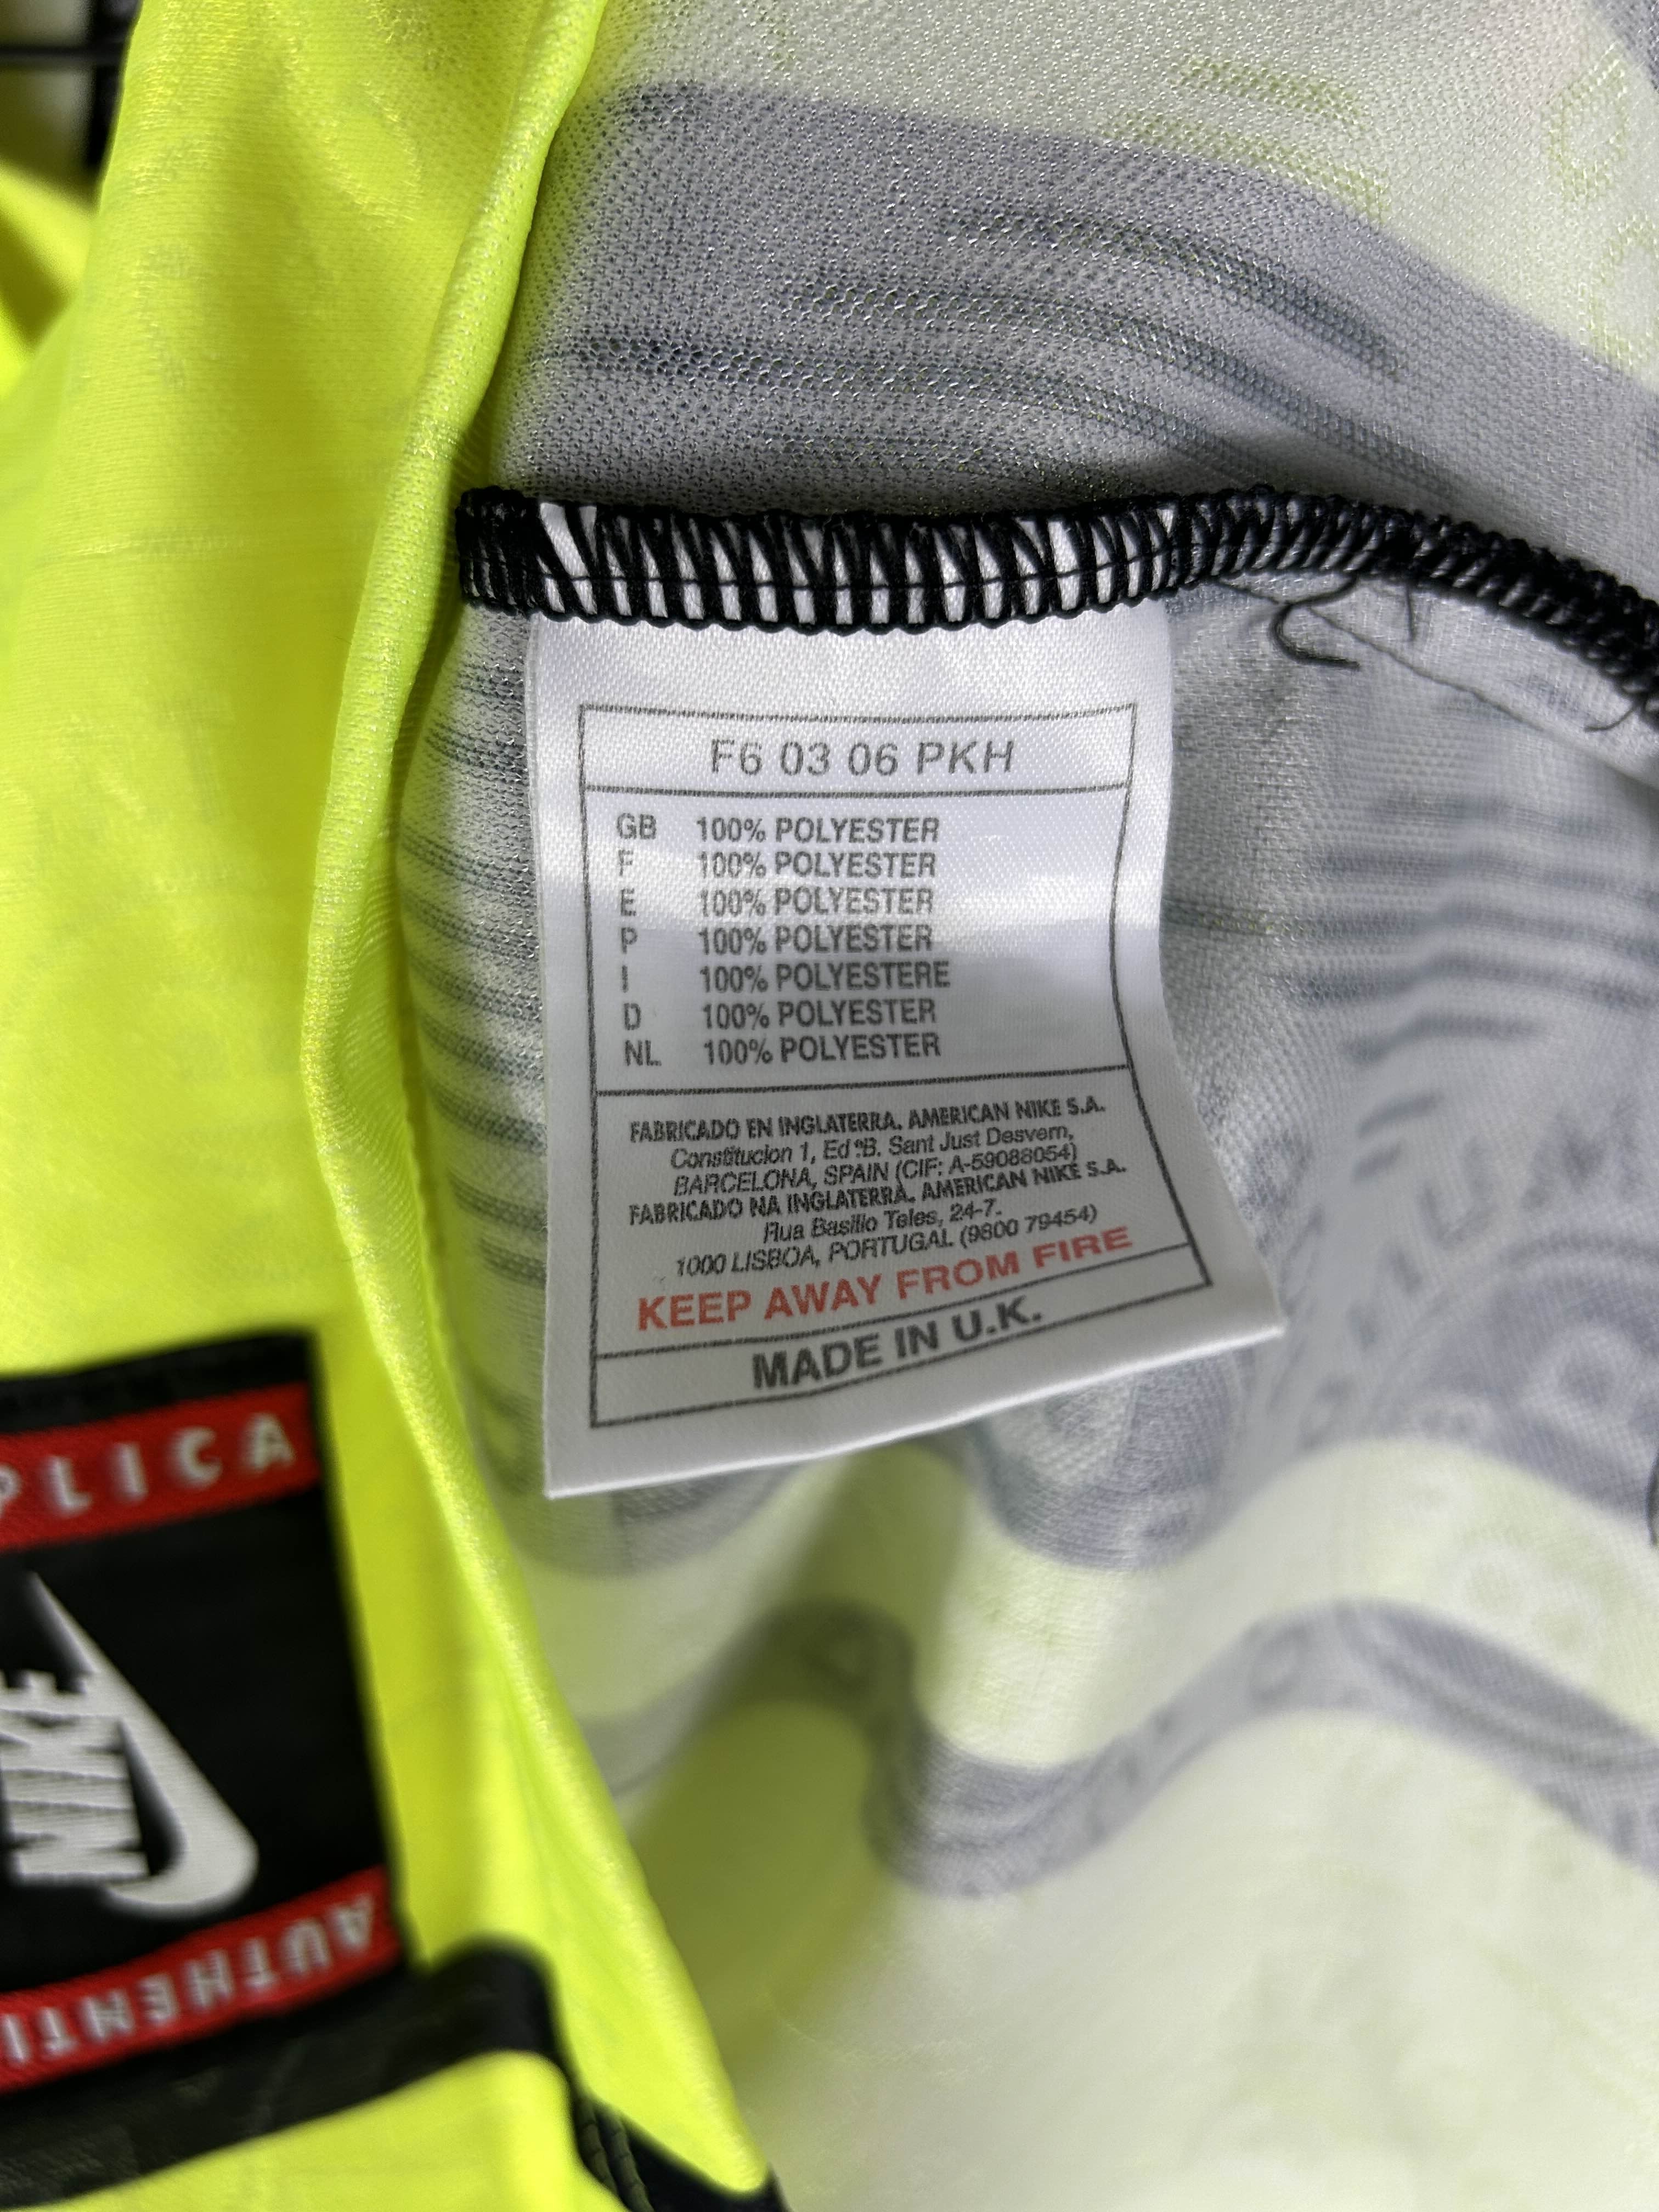 F6 03 06 PKH
GB 100% POLYESTER
F 100% POLYESTER
E 100% POLYESTER
P 100% POLYESTER
I 100% POLYESTERE
D 100% POLYESTER
NL 100% POLYESTER
FABRICADO EN INGLATERRA. AMERICAN NIKE S.A.
Constitucion 1, Ed ºB. Sant Just Desvern,
BARCELONA, SPAIN (CIF: A-59088054)
FABRICADO NA INGLATERRA. AMERICAN NIKE S.A.
Rua Basilio Teles, 24-7.
1000 LISBOA, PORTUGAL (9800 79454)
KEEP AWAY FROM FIRE
MADE IN U.K.
PLICA
NIKE
AUTHENTI